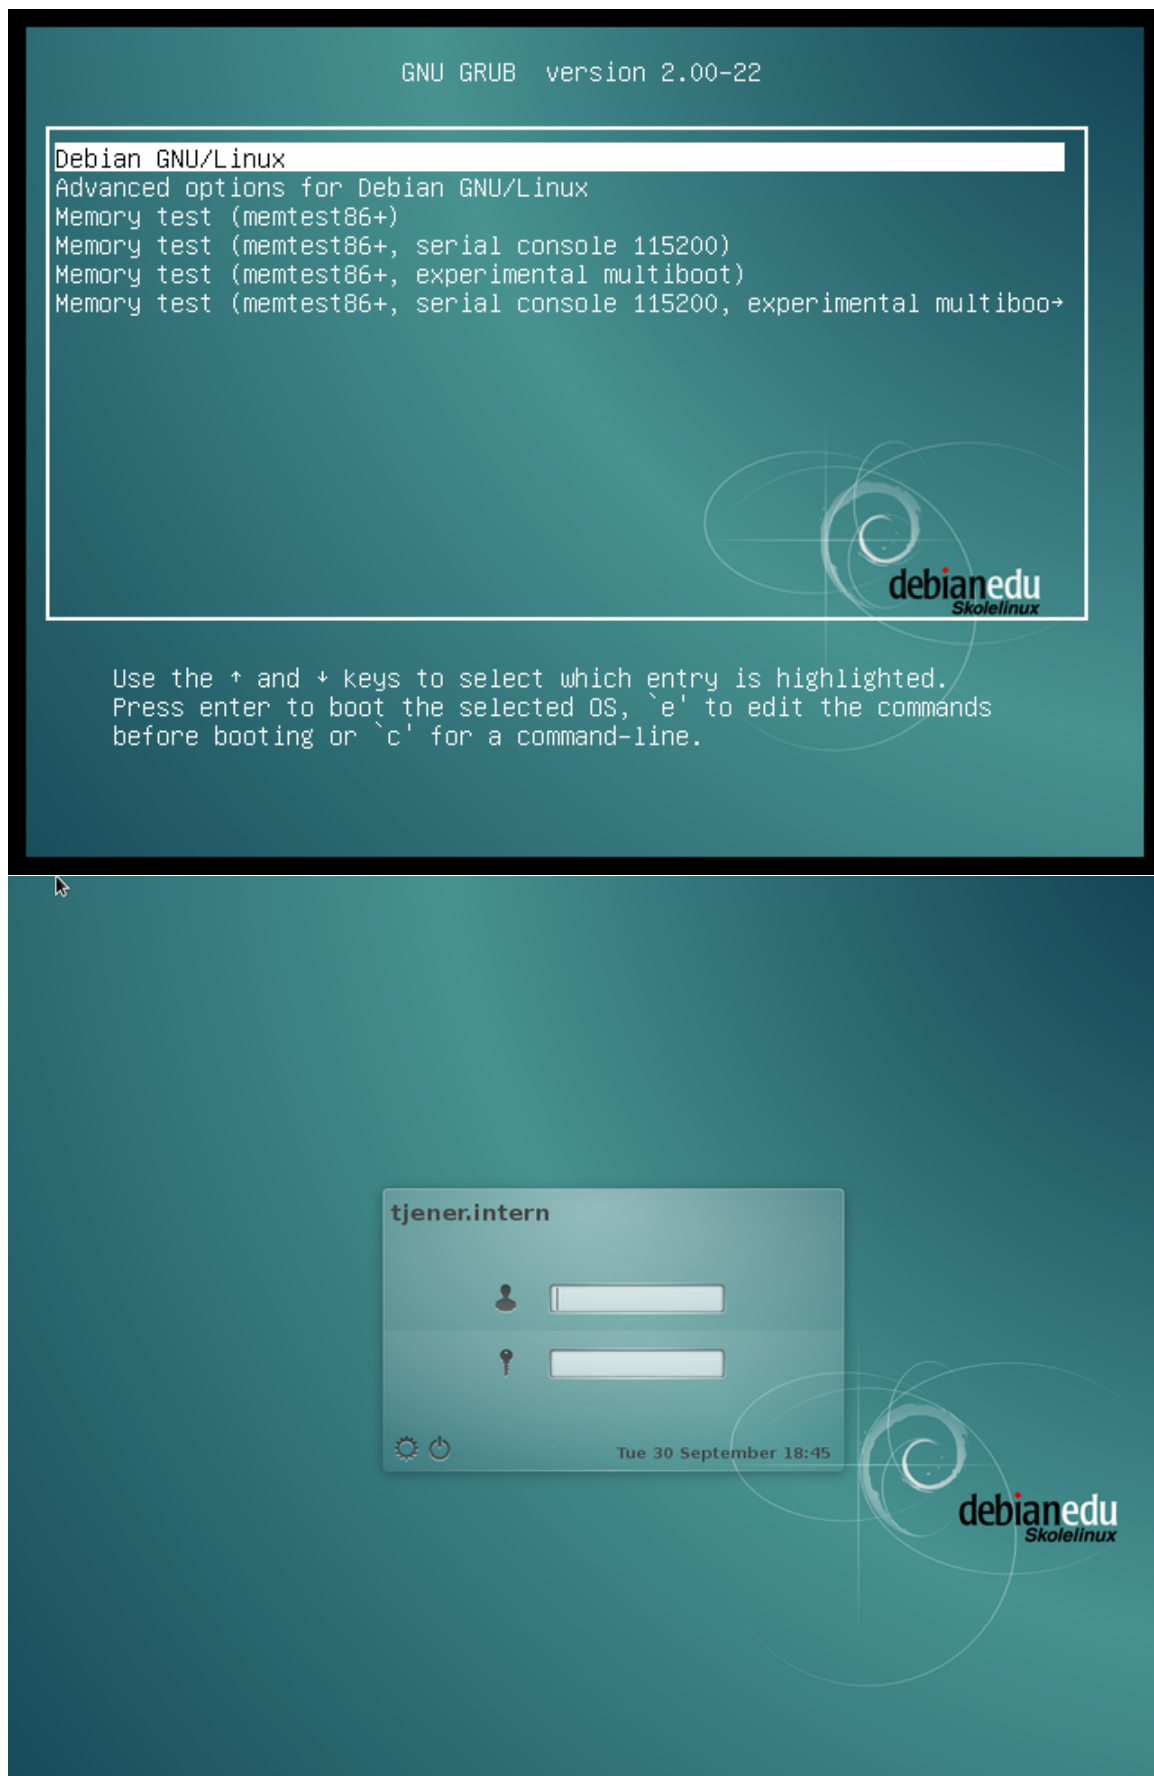 GNU GRUB  version 2.00-22
Debian GNU/Linux
Advanced options for Debian GNU/Linux
Memory test (memtest86+)
Memory test (memtest86+, serial console 115200)
Memory test (memtest86+, experimental multiboot)
Memory test (memtest86+, serial console 115200, experimental multiboo→
debianedu
Skolelinux
Use the ↑ and ↓ keys to select which entry is highlighted.
Press enter to boot the selected OS, `e' to edit the commands
before booting or `c' for a command-line.
tjener.intern
Tue 30 September 18:45
debianedu
Skolelinux